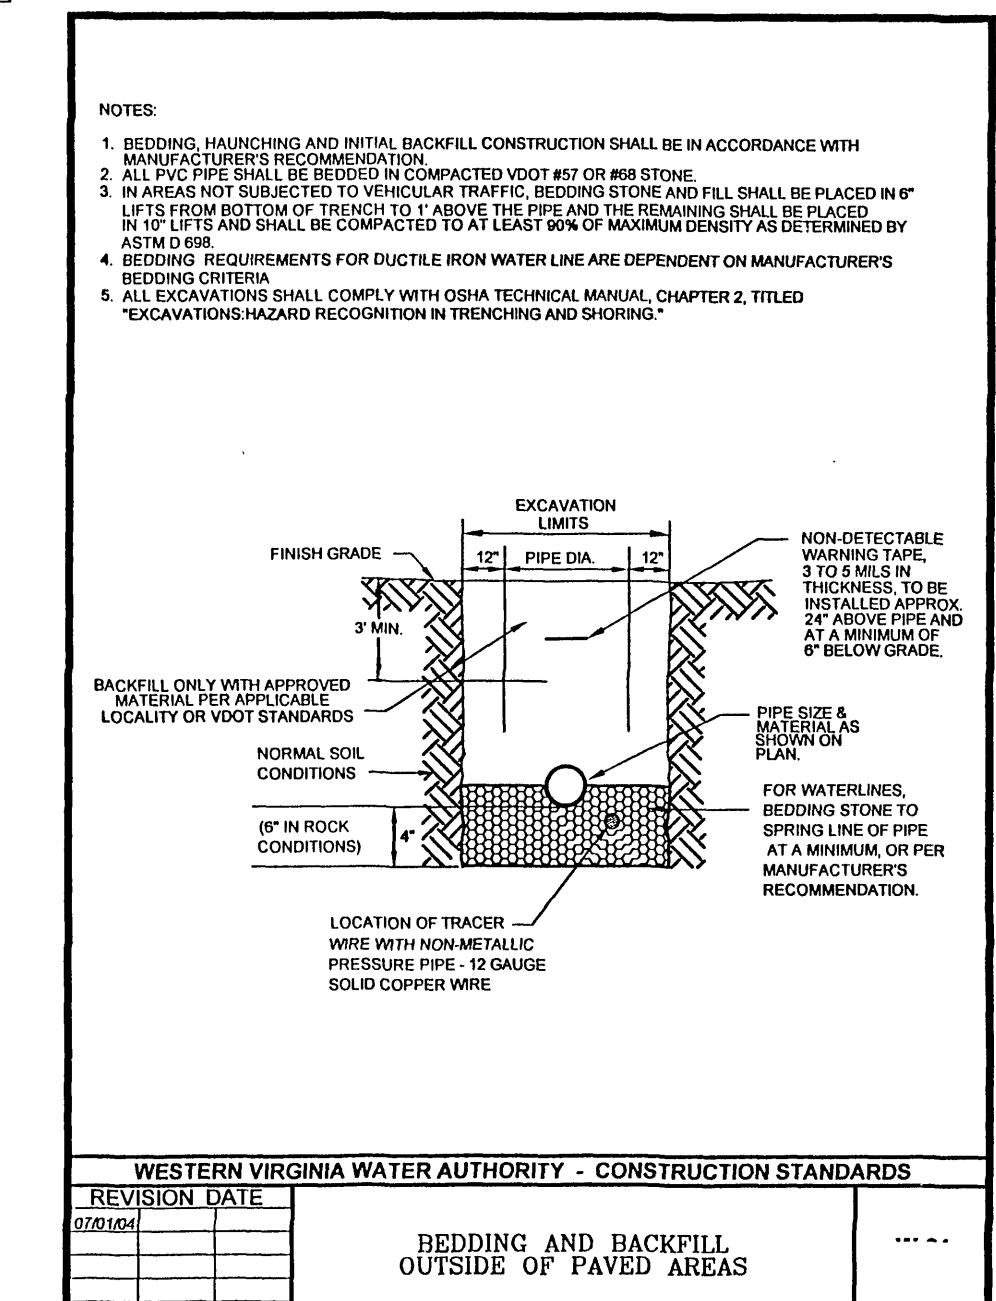 NOTES:
1. BEDDING, HAUNCHING AND INITIAL BACKFILL CONSTRUCTION SHALL BE IN ACCORDANCE WITH
MANUFACTURER'S RECOMMENDATION.
2. ALL PVC PIPE SHALL BE BEDDED IN COMPACTED VDOT #57 OR #68 STONE.
3. IN AREAS NOT SUBJECTED TO VEHICULAR TRAFFIC, BEDDING STONE AND FILL SHALL BE PLACED IN 6"
LIFTS FROM BOTTOM OF TRENCH TO 1' ABOVE THE PIPE AND THE REMAINING SHALL BE PLACED
IN 10" LIFTS AND SHALL BE COMPACTED TO AT LEAST 90% OF MAXIMUM DENSITY AS DETERMINED BY
ASTM D 698.
4. BEDDING REQUIREMENTS FOR DUCTILE IRON WATER LINE ARE DEPENDENT ON MANUFACTURER'S
BEDDING CRITERIA
5. ALL EXCAVATIONS SHALL COMPLY WITH OSHA TECHNICAL MANUAL, CHAPTER 2, TITLED
"EXCAVATIONS:HAZARD RECOGNITION IN TRENCHING AND SHORING."
EXCAVATION
LIMITS
FINISH GRADE
12" PIPE DIA. 12"
NON-DETECTABLE
WARNING TAPE,
3 TO 5 MILS IN
THICKNESS, TO BE
INSTALLED APPROX.
24" ABOVE PIPE AND
AT A MINIMUM OF
6" BELOW GRADE.
3' MIN.
BACKFILL ONLY WITH APPROVED
MATERIAL PER APPLICABLE
LOCALITY OR VDOT STANDARDS
PIPE SIZE &
MATERIAL AS
SHOWN ON
PLAN.
NORMAL SOIL
CONDITIONS
FOR WATERLINES,
BEDDING STONE TO
SPRING LINE OF PIPE
AT A MINIMUM, OR PER
MANUFACTURER'S
RECOMMENDATION.
(6" IN ROCK
CONDITIONS)
4"
LOCATION OF TRACER
WIRE WITH NON-METALLIC
PRESSURE PIPE - 12 GAUGE
SOLID COPPER WIRE
WESTERN VIRGINIA WATER AUTHORITY - CONSTRUCTION STANDARDS
REVISION DATE
07/01/04
BEDDING AND BACKFILL
OUTSIDE OF PAVED AREAS